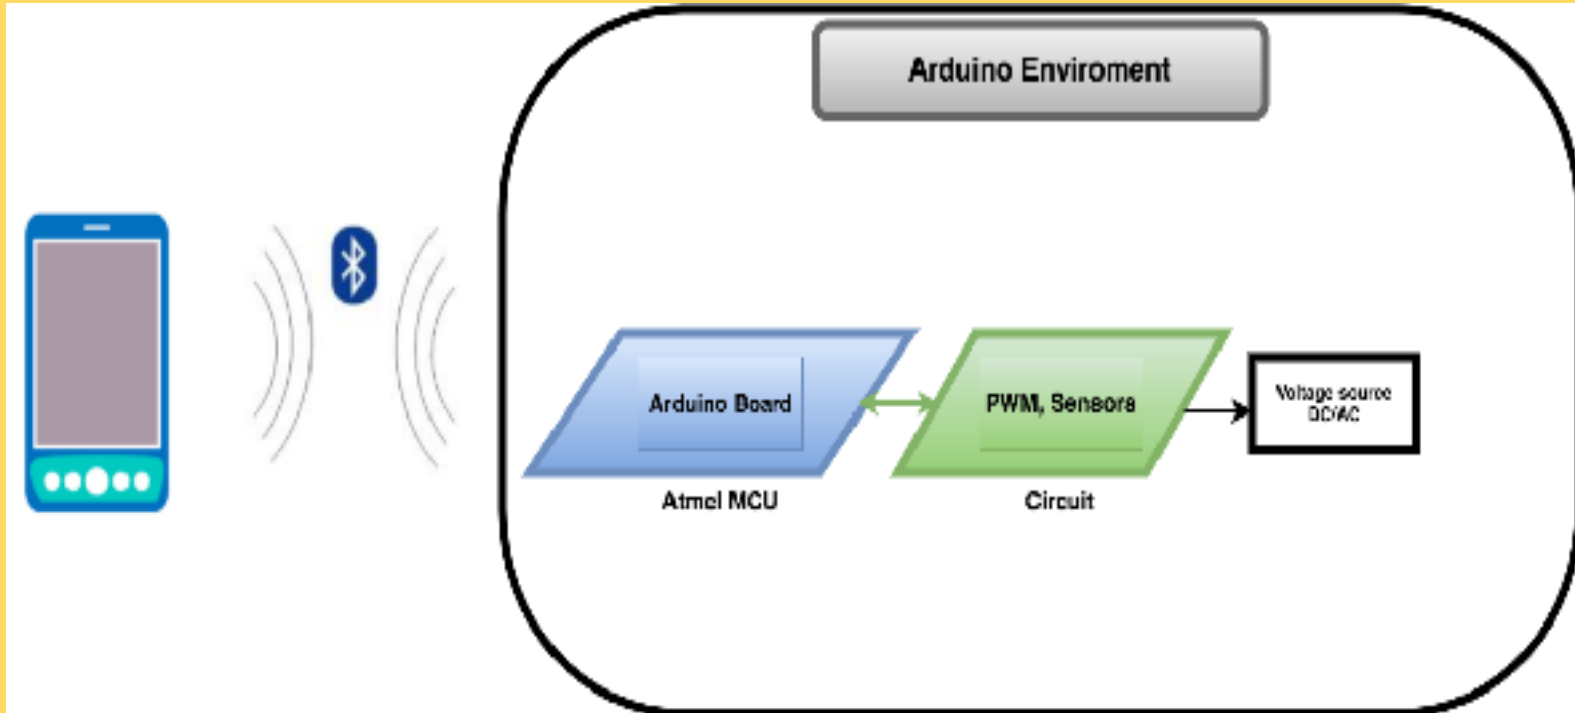 Arduino Enviroment
Arduino Board
PWM, Sensors
Voltage source
DC/AC
Atmel MCU
Circuit